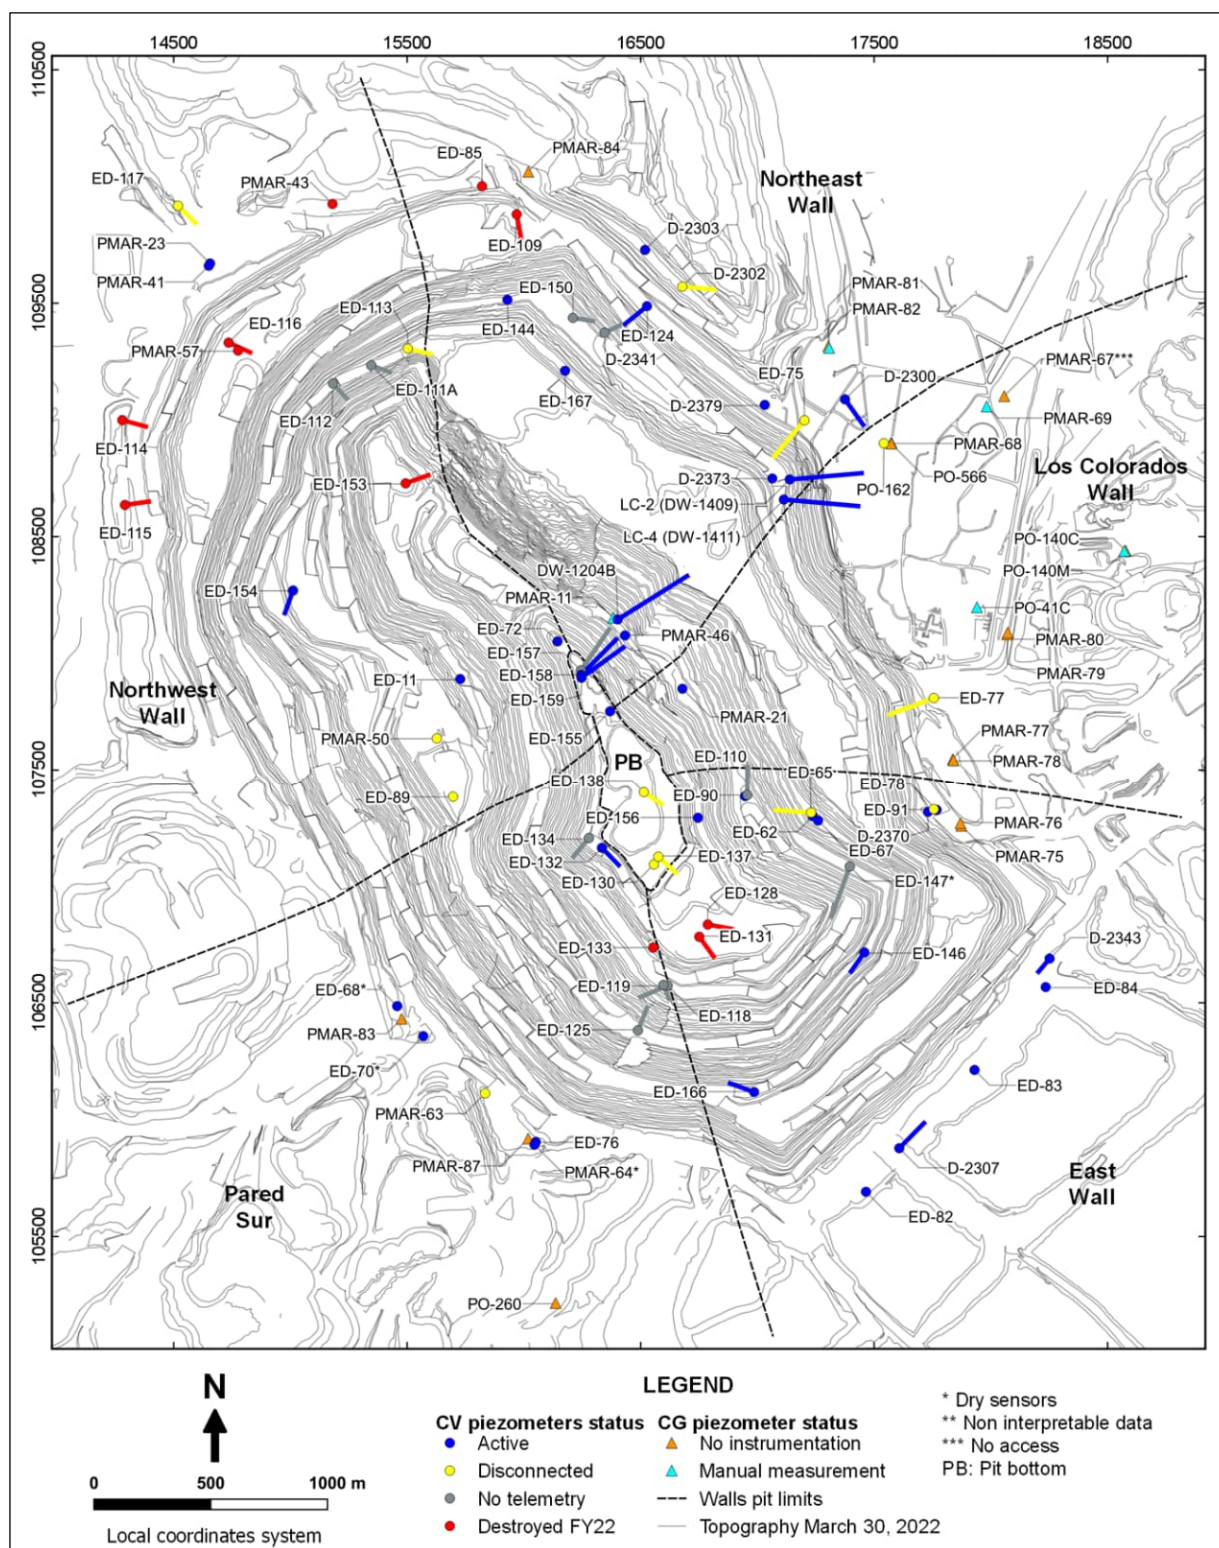 14500
15500
16500
17500
18500
110500
109500
108500
107500
106500
105500
PMAR-84
ED-85
ED-117
PMAR-43
Northeast
Wall
D-2303
ED-109
PMAR-23
PMAR-41
D-2302
PMAR-81
PMAR-82
ED-150
ED-113
ED-116
ED-144
ED-124
D-2341
PMAR-57
ED-75
D-2300
PMAR-67***
ED-111A
ED-167
D-2379
PMAR-69
ED-112
PMAR-68
ED-114
Los Colorados
Wall
ED-153
D-2373
PO-566
PO-162
LC-2 (DW-1409)
ED-115
LC-4 (DW-1411)
PO-140C
DW-1204B
PO-140M
ED-154
PMAR-11
PO-41C
ED-72
PMAR-46
PMAR-80
ED-157
ED-158
PMAR-79
ED-11
ED-159
ED-77
Northwest
Wall
PMAR-21
PMAR-50
ED-155
PMAR-77
ED-110
PB
ED-65
PMAR-78
ED-138
ED-78
ED-89
ED-90
ED-91
ED-156
PMAR-76
ED-134
ED-62
D-2370
PMAR-75
ED-132
ED-137
ED-67
ED-130
ED-147*
ED-128
ED-131
D-2343
ED-133
ED-146
ED-68*
ED-119
ED-84
ED-118
PMAR-83
ED-125
ED-70*
ED-83
ED-166
PMAR-63
ED-76
PMAR-87
PMAR-64*
D-2307
East
Wall
Pared
Sur
ED-82
PO-260
N
0 500 1000 m
Local coordinates system
LEGEND
CV piezometers status
Active
Disconnected
No telemetry
Destroyed FY22
CG piezometer status
No instrumentation
Manual measurement
Walls pit limits
Topography March 30, 2022
* Dry sensors
** Non interpretable data
*** No access
PB: Pit bottom